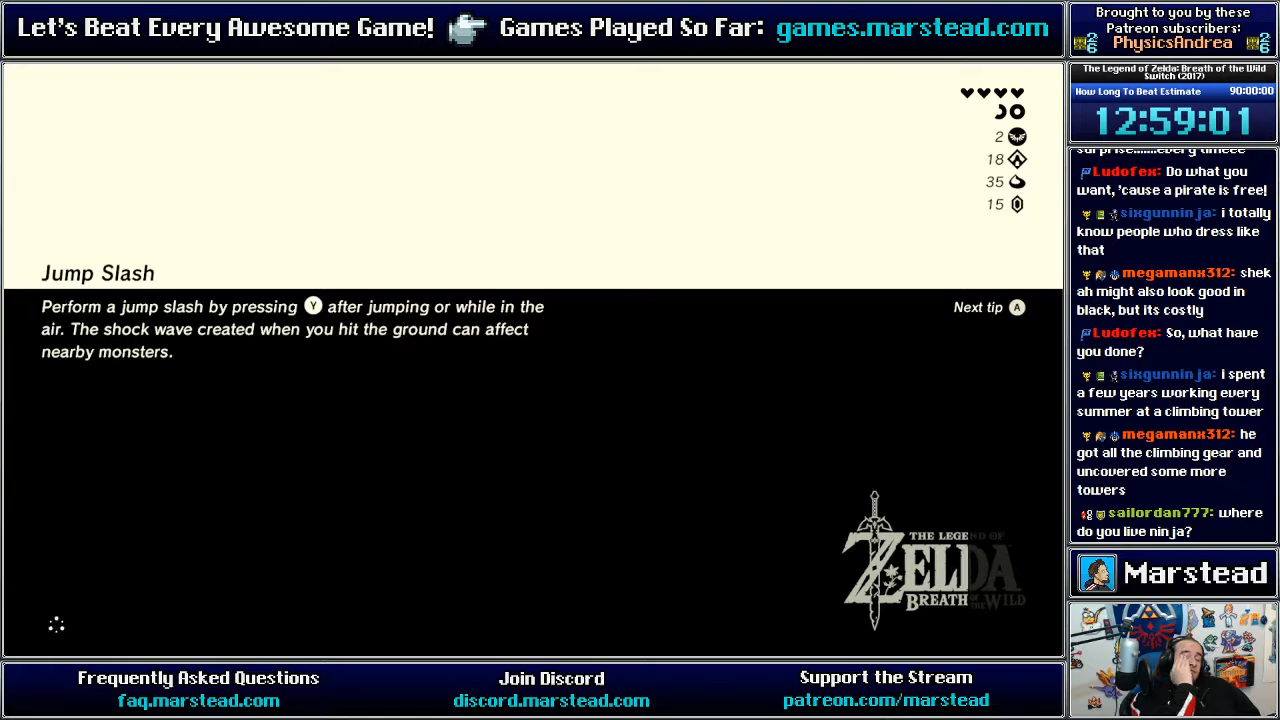 Let's Beat Every Awesome Game!
Games Played So Far: games.marstead.com
Brought to you by these
Patreon subscribers:
PhysicsAndrea
The Legend of Zelda: Breath of the Wild
Switch (2017)
How Long To Beat Estimate 90:00:00
12:59:01
2
18
35
15
Jump Slash
Perform a jump slash by pressing Y after jumping or while in the
air. The shock wave created when you hit the ground can affect
nearby monsters.
Next tip A
THE LEGEND OF
ZELDA
BREATH OF THE WILD
surprise.......every timeee
Ludofex: Do what you
want, 'cause a pirate is free!
sixgunninja: i totally
know people who dress like
that
megamanx312: shek
ah might also look good in
black, but its costly
Ludofex: So, what have
you done?
sixgunninja: i spent
a few years working every
summer at a climbing tower
megamanx312: he
got all the climbing gear and
uncovered some more
towers
sailordan777: where
do you live ninja?
Marstead
Frequently Asked Questions
faq.marstead.com
Join Discord
discord.marstead.com
Support the Stream
patreon.com/marstead